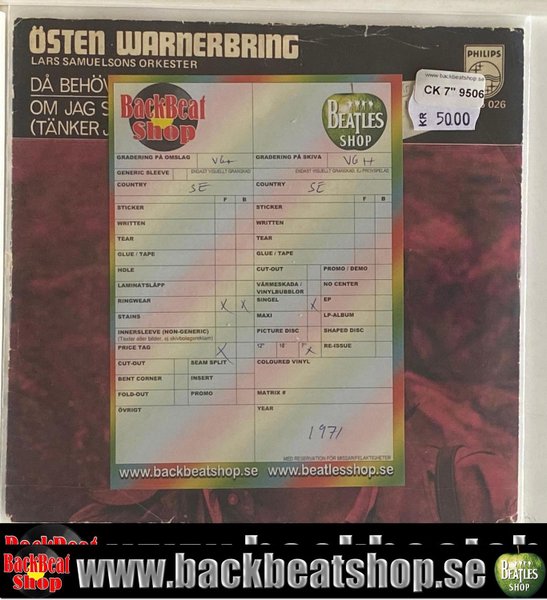 ÖSTEN WARNERBRING
LARS SAMUELSONS ORKESTER
PHILIPS
DÅ BEHÖV
OM JAG S
(TÄNKER J
www.backbeatshop.se
CK 7" 9506
KR 50.00
026
BackBeat Shop
BEATLES SHOP
GRADERING PÅ OMSLAG VG+
GRADERING PÅ SKIVA VG H
GENERIC SLEEVE
ENDAST VISUELLT GRANSKAD
ENDAST VISUELLT GRANSKAD, EJ PROVSPELAD
COUNTRY SE
COUNTRY SE
F B
F B
STICKER
STICKER
WRITTEN
WRITTEN
TEAR
TEAR
GLUE / TAPE
GLUE / TAPE
HOLE
CUT-OUT
PROMO / DEMO
LAMINATSLÄPP
VÄRMESKADA / VINYLBUBBLOR
NO CENTER
RINGWEAR X X
SINGEL X
EP
STAINS
MAXI
LP-ALBUM
INNERSLEEVE (NON-GENERIC)
(Texter eller bilder, ej skivbolagsreklam)
PICTURE DISC
SHAPED DISC
PRICE TAG X
12" 10" 7" X
RE-ISSUE
CUT-OUT
SEAM SPLIT
COLOURED VINYL
BENT CORNER
INSERT
FOLD-OUT
PROMO
MATRIX #
ÖVRIGT
YEAR
1971
MED RESERVATION FÖR MISSAR/FELAKTIGHETER
www.backbeatshop.se
www.beatlesshop.se
BackBeat
BackBeat Shop
www.backbeatshop.se
BEATLES SHOP